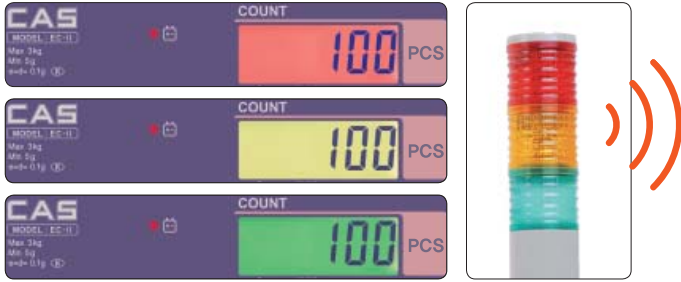 CAS
MODEL EC-II
Max 3kg
Min 5g
e=d= 0.1g
COUNT
100 PCS
CAS
MODEL EC-II
Max 3kg
Min 5g
e=d= 0.1g
COUNT
100 PCS
CAS
MODEL EC-II
Max 3kg
Min 5g
e=d= 0.1g
COUNT
100 PCS